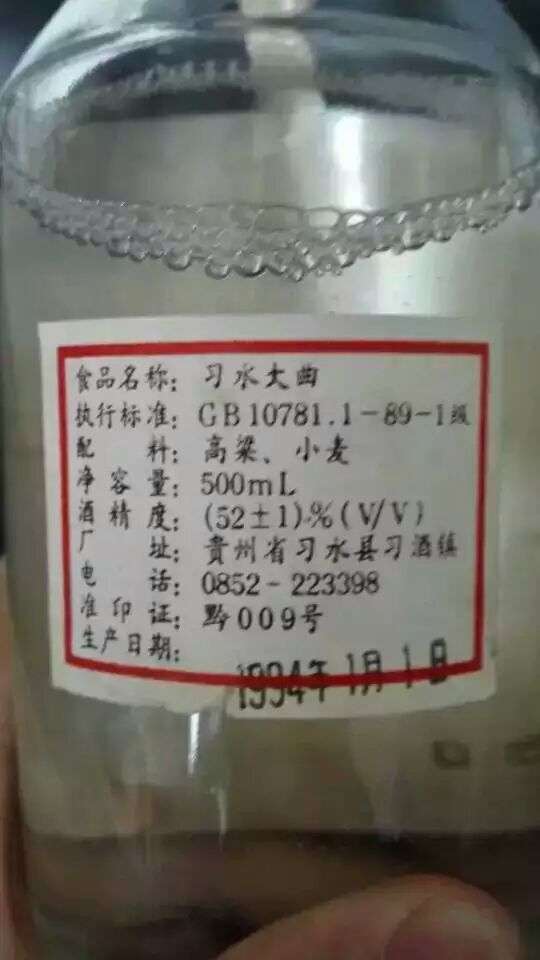 食品名称：习水大曲
执行标准：GB10781.1-89-1级
配料：高粱、小麦
净容量：500mL
酒精度：(52±1)%(V/V)
厂址：贵州省习水县习酒镇
电话：0852-223398
准印证：黔009号
生产日期：
1994年1月1日